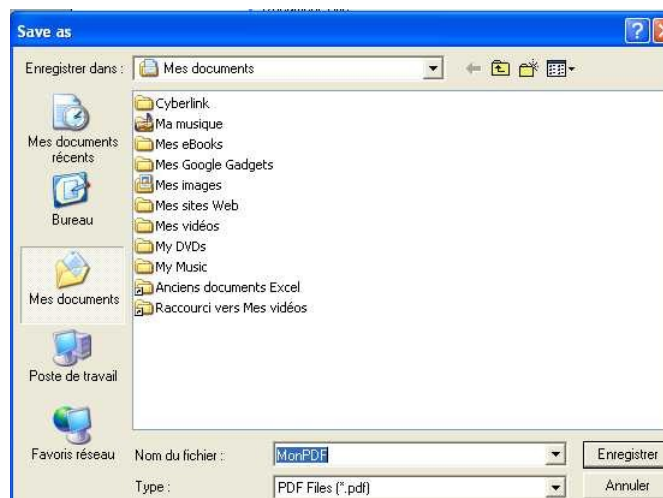 Save as
Enregistrer dans :
Mes documents
Mes documents
récents
Bureau
Mes documents
Poste de travail
Favoris réseau
Cyberlink
Ma musique
Mes eBooks
Mes Google Gadgets
Mes images
Mes sites Web
Mes vidéos
My DVDs
My Music
Anciens documents Excel
Raccourci vers Mes vidéos
Nom du fichier :
MonPDF
Enregistrer
Type :
PDF Files (*.pdf)
Annuler